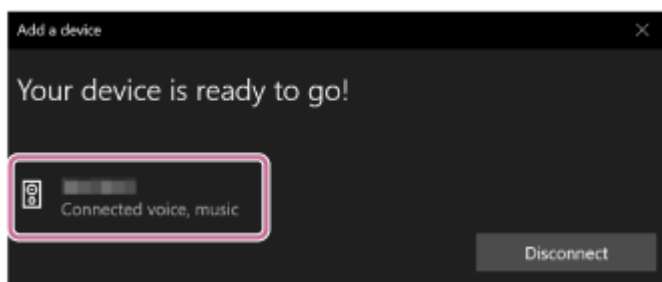 Add a device
Your device is ready to go!
Connected voice, music
Disconnect